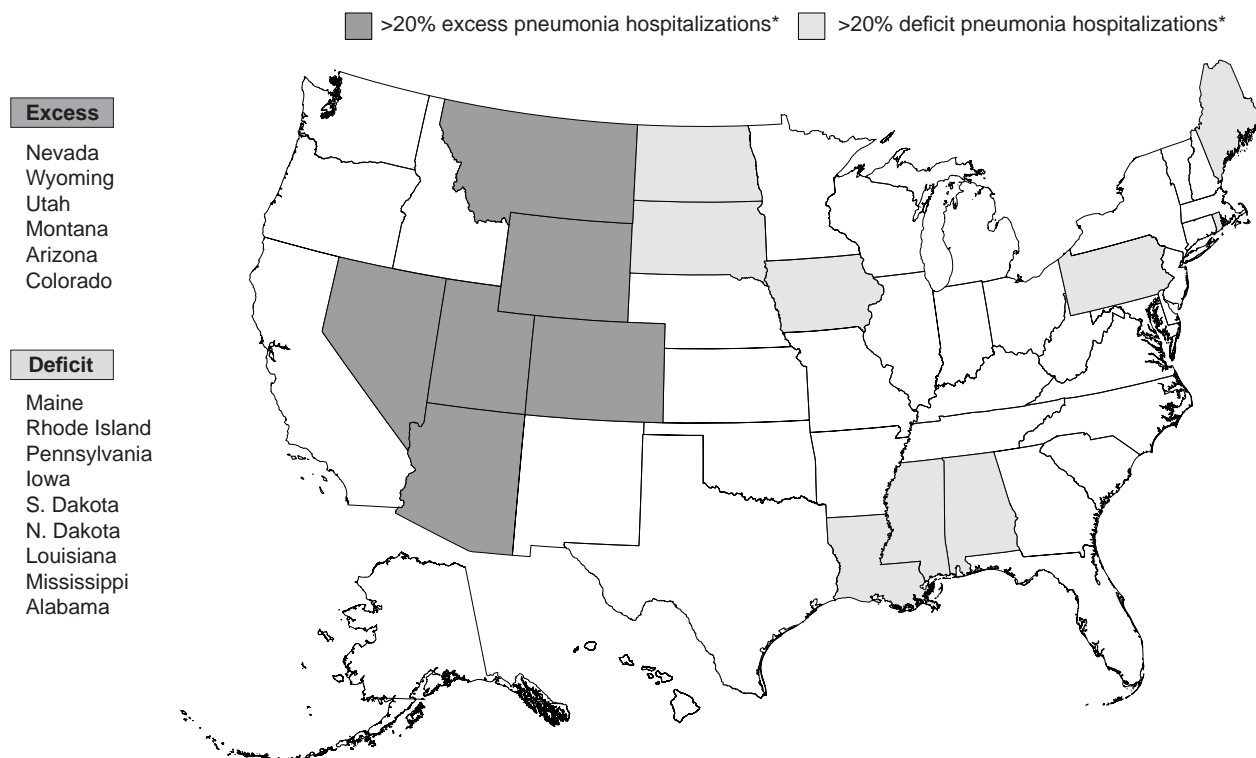 >20% excess pneumonia hospitalizations* >20% deficit pneumonia hospitalizations*
Excess
Nevada
Wyoming
Utah
Montana
Arizona
Colorado
Deficit
Maine
Rhode Island
Pennsylvania
Iowa
S. Dakota
N. Dakota
Louisiana
Mississippi
Alabama